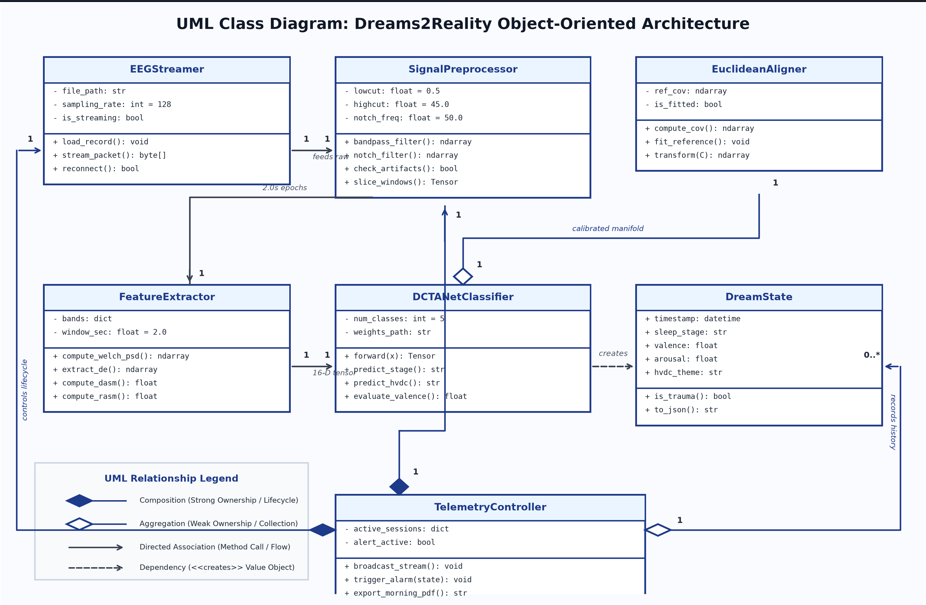 UML Class Diagram: Dreams2Reality Object-Oriented Architecture
EEGStreamer
- file_path: str
- sampling_rate: int = 128
- is_streaming: bool
+ load_record(): void
+ stream_packet(): byte[]
+ reconnect(): bool
SignalPreprocessor
- lowcut: float = 0.5
- highcut: float = 45.0
- notch_freq: float = 50.0
+ bandpass_filter(): ndarray
+ notch_filter(): ndarray
+ check_artifacts(): bool
+ slice_windows(): Tensor
EuclideanAligner
- ref_cov: ndarray
- is_fitted: bool
+ compute_cov(): ndarray
+ fit_reference(): void
+ transform(C): ndarray
1
1
1
feeds raw
2.0s epochs
1
1
1
calibrated manifold
1
FeatureExtractor
- bands: dict
- window_sec: float = 2.0
+ compute_welch_psd(): ndarray
+ extract_de(): ndarray
+ compute_dasm(): float
+ compute_rasm(): float
1
1
16-D tensor
DCTANetClassifier
- num_classes: int = 5
- weights_path: str
+ forward(x): Tensor
+ predict_stage(): str
+ predict_hvdc(): str
+ evaluate_valence(): float
creates
DreamState
+ timestamp: datetime
+ sleep_stage: str
+ valence: float
+ arousal: float
+ hvdc_theme: str
+ is_trauma(): bool
+ to_json(): str
0..*
controls lifecycle
records history
1
1
UML Relationship Legend
Composition (Strong Ownership / Lifecycle)
Aggregation (Weak Ownership / Collection)
Directed Association (Method Call / Flow)
Dependency (<<creates>> Value Object)
TelemetryController
- active_sessions: dict
- alert_active: bool
+ broadcast_stream(): void
+ trigger_alarm(state): void
+ export_morning_pdf(): str